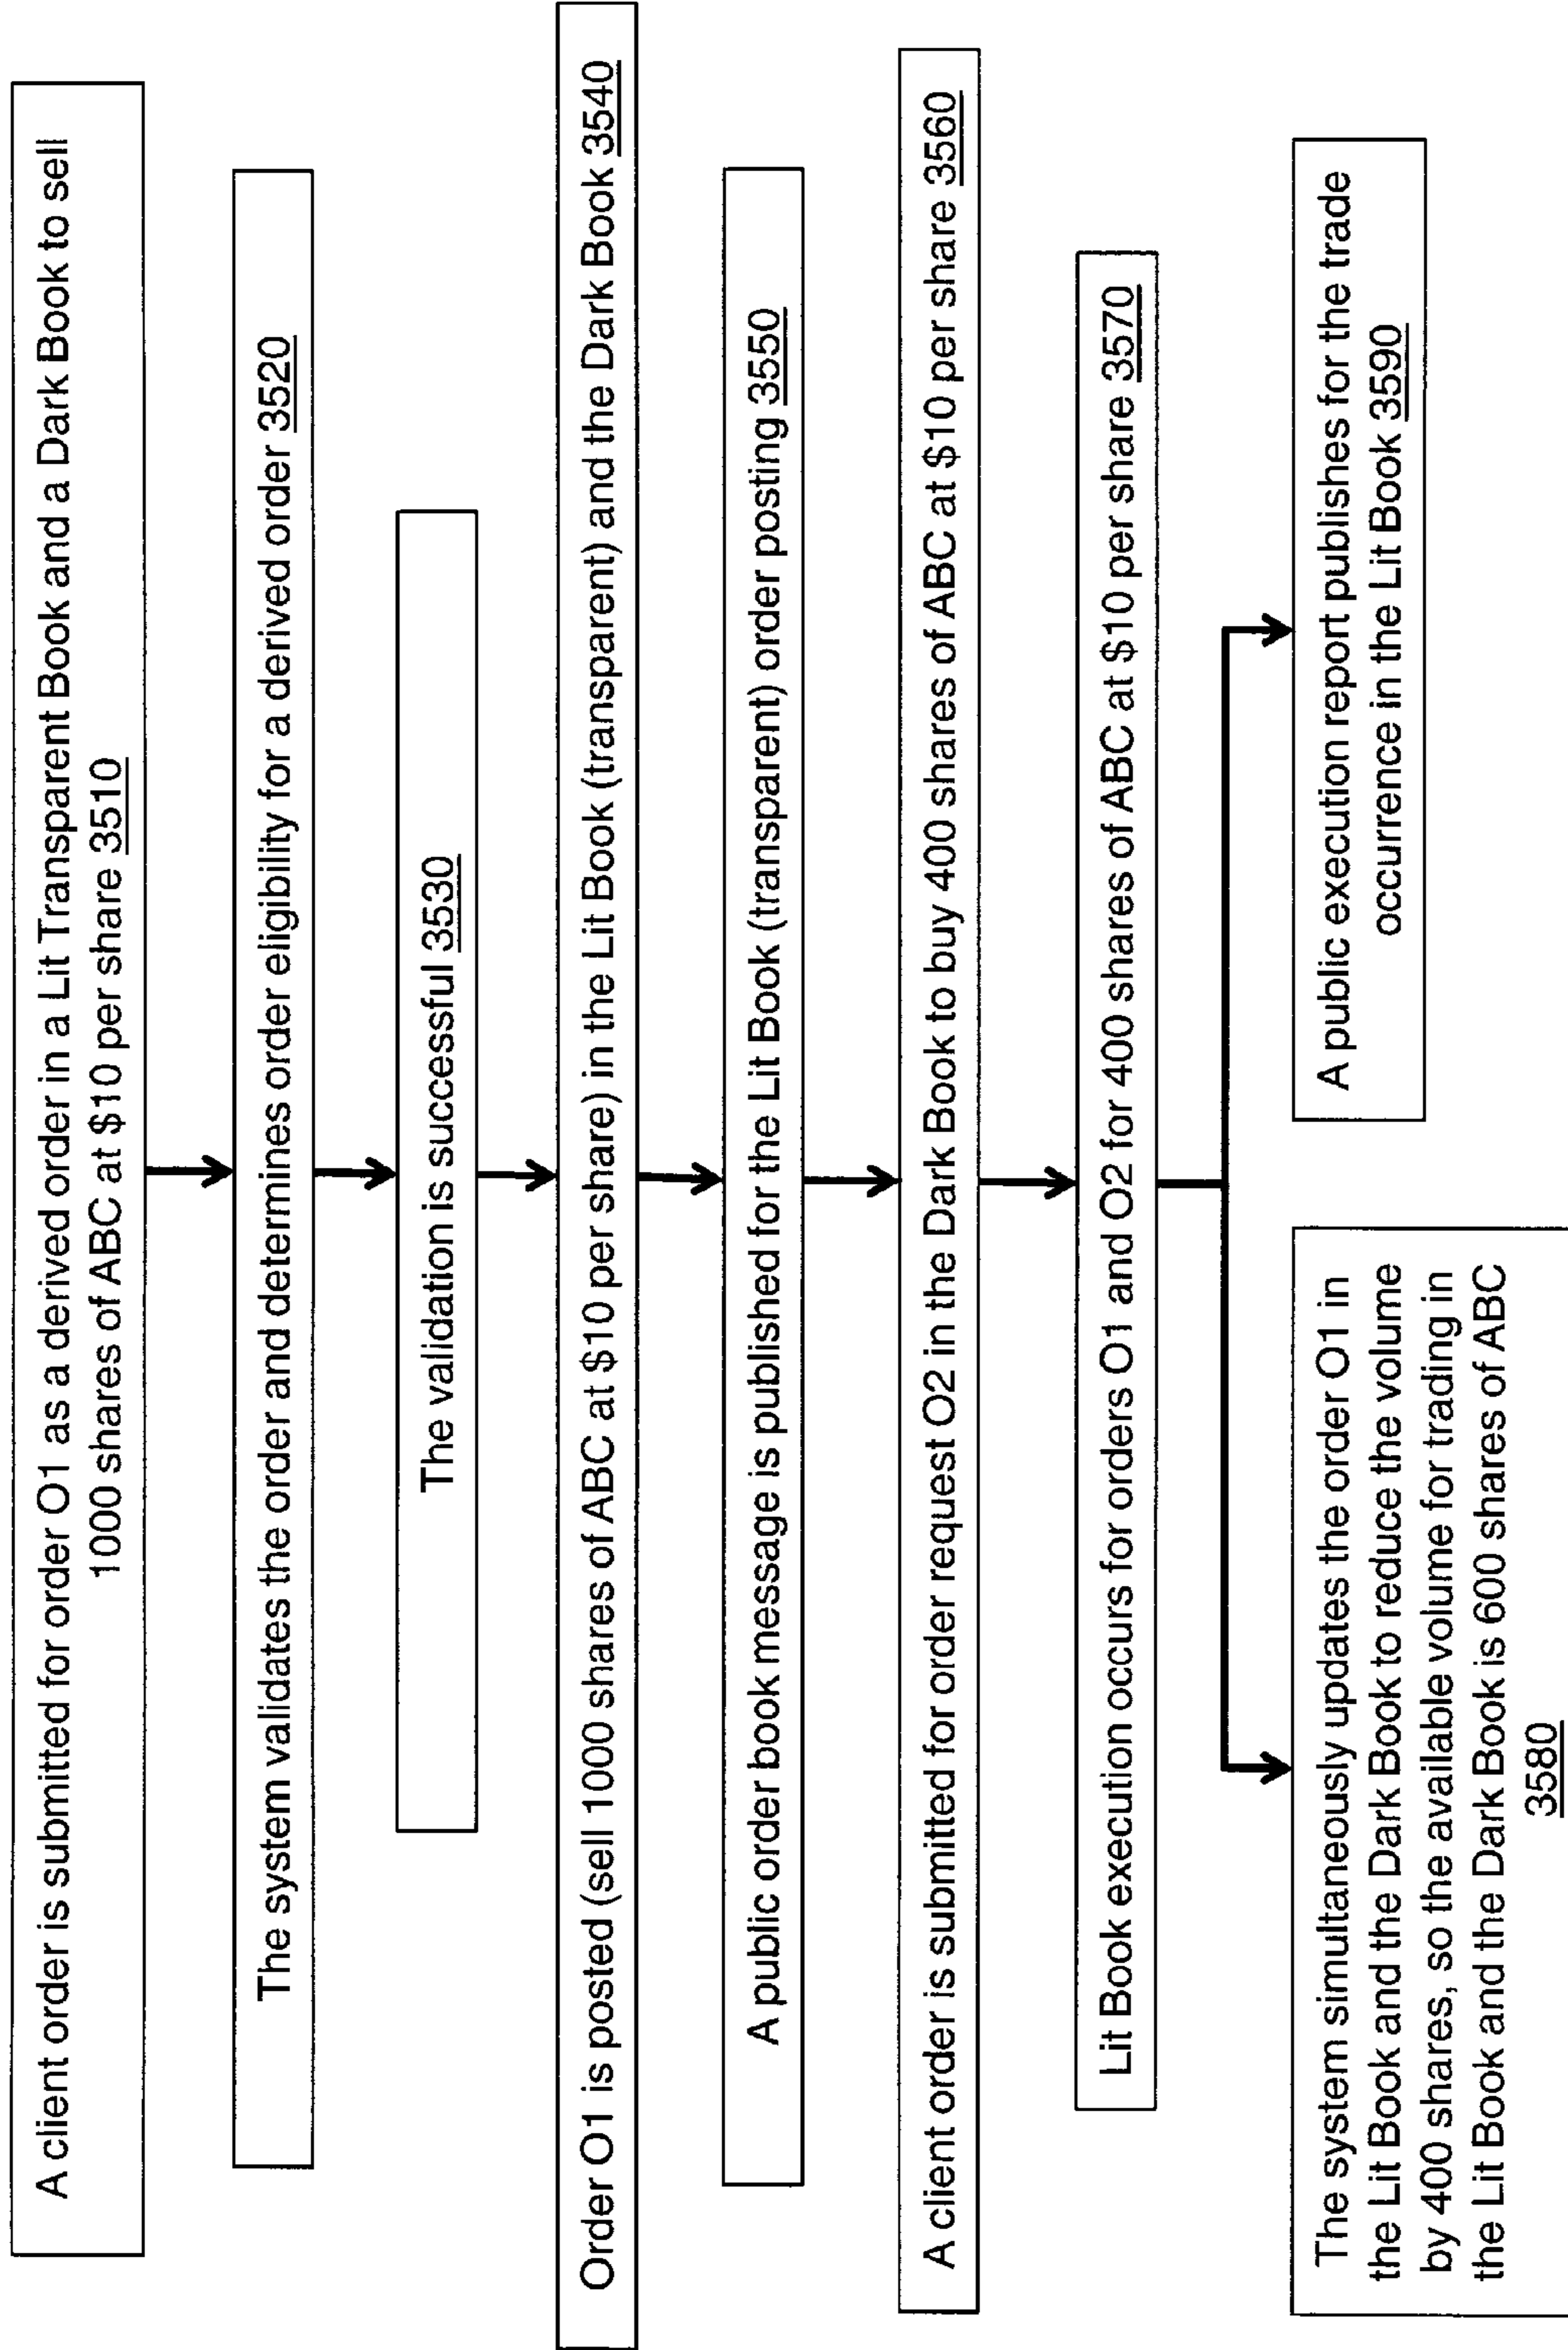 A client order is submitted for order O1 as a derived order in a Lit Transparent Book and a Dark Book to sell
1000 shares of ABC at $10 per share 3510
The system validates the order and determines order eligibility for a derived order 3520
The validation is successful 3530
Order O1 is posted (sell 1000 shares of ABC at $10 per share) in the Lit Book (transparent) and the Dark Book 3540
A public order book message is published for the Lit Book (transparent) order posting 3550
A client order is submitted for order request O2 in the Dark Book to buy 400 shares of ABC at $10 per share 3560
Lit Book execution occurs for orders O1 and O2 for 400 shares of ABC at $10 per share 3570
The system simultaneously updates the order O1 in
the Lit Book and the Dark Book to reduce the volume
by 400 shares, so the available volume for trading in
the Lit Book and the Dark Book is 600 shares of ABC
3580
A public execution report publishes for the trade
occurrence in the Lit Book 3590